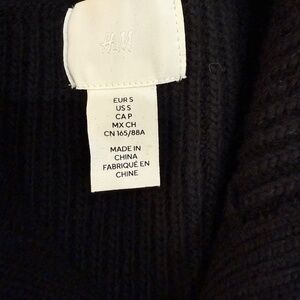 H&M
EUR S
US S
CA P
MX CH
CN 165/88A
MADE IN
CHINA
FABRIQUÉ EN
CHINE